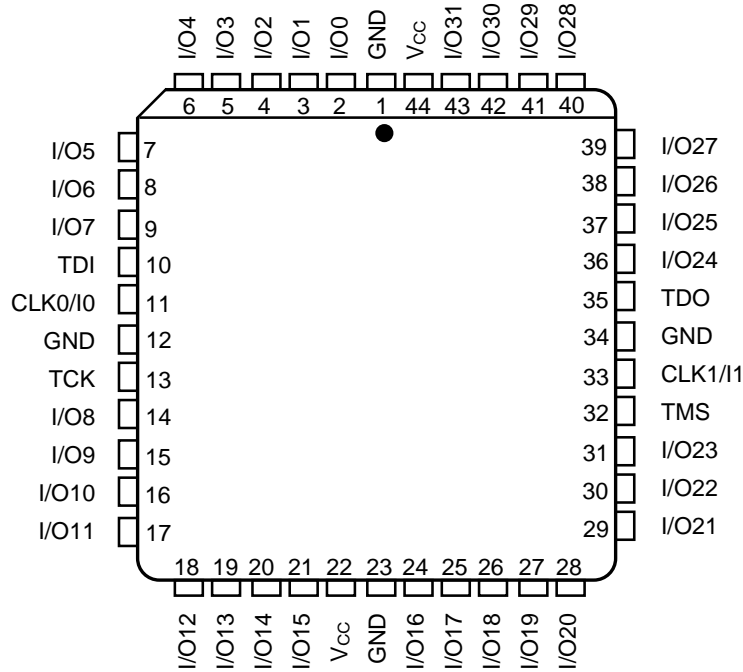 I/O4 I/O3 I/O2 I/O1 I/O0 GND VCC I/O31 I/O30 I/O29 I/O28
6 5 4 3 2 1 44 43 42 41 40
I/O5 7 39 I/O27
I/O6 8 38 I/O26
I/O7 9 37 I/O25
TDI 10 36 I/O24
CLK0/I0 11 35 TDO
GND 12 34 GND
TCK 13 33 CLK1/I1
I/O8 14 32 TMS
I/O9 15 31 I/O23
I/O10 16 30 I/O22
I/O11 17 29 I/O21
18 19 20 21 22 23 24 25 26 27 28
I/O12 I/O13 I/O14 I/O15 VCC GND I/O16 I/O17 I/O18 I/O19 I/O20